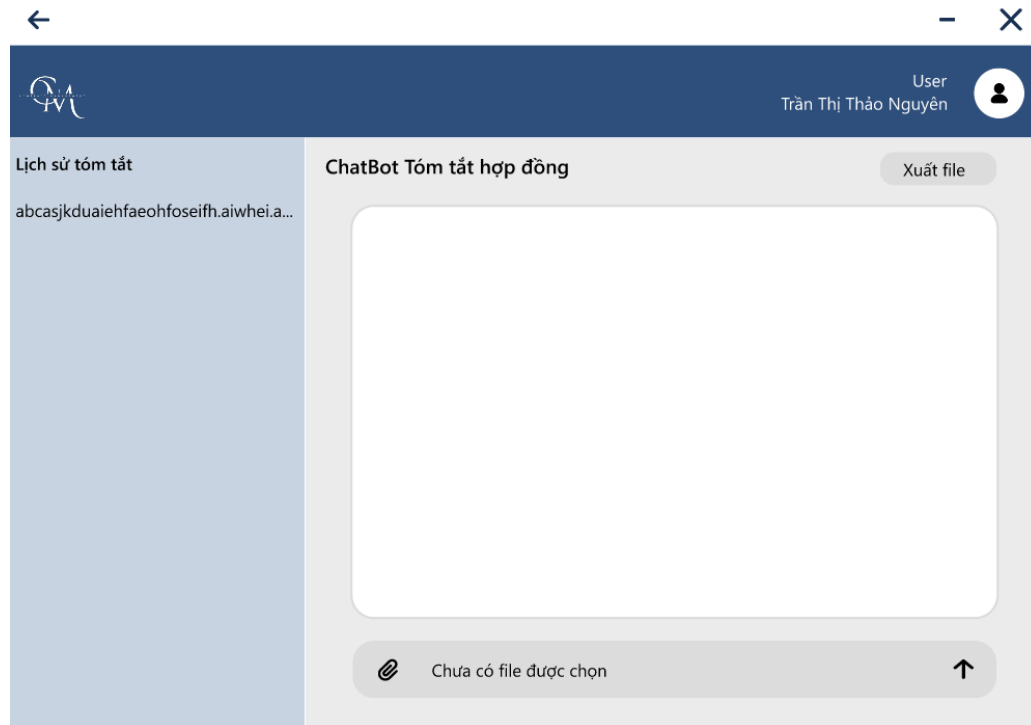 User
Trần Thị Thảo Nguyên
Lịch sử tóm tắt
abcasjkduaiehfaeohfoseifh.aiwhei.a...
ChatBot Tóm tắt hợp đồng
Xuất file
Chưa có file được chọn